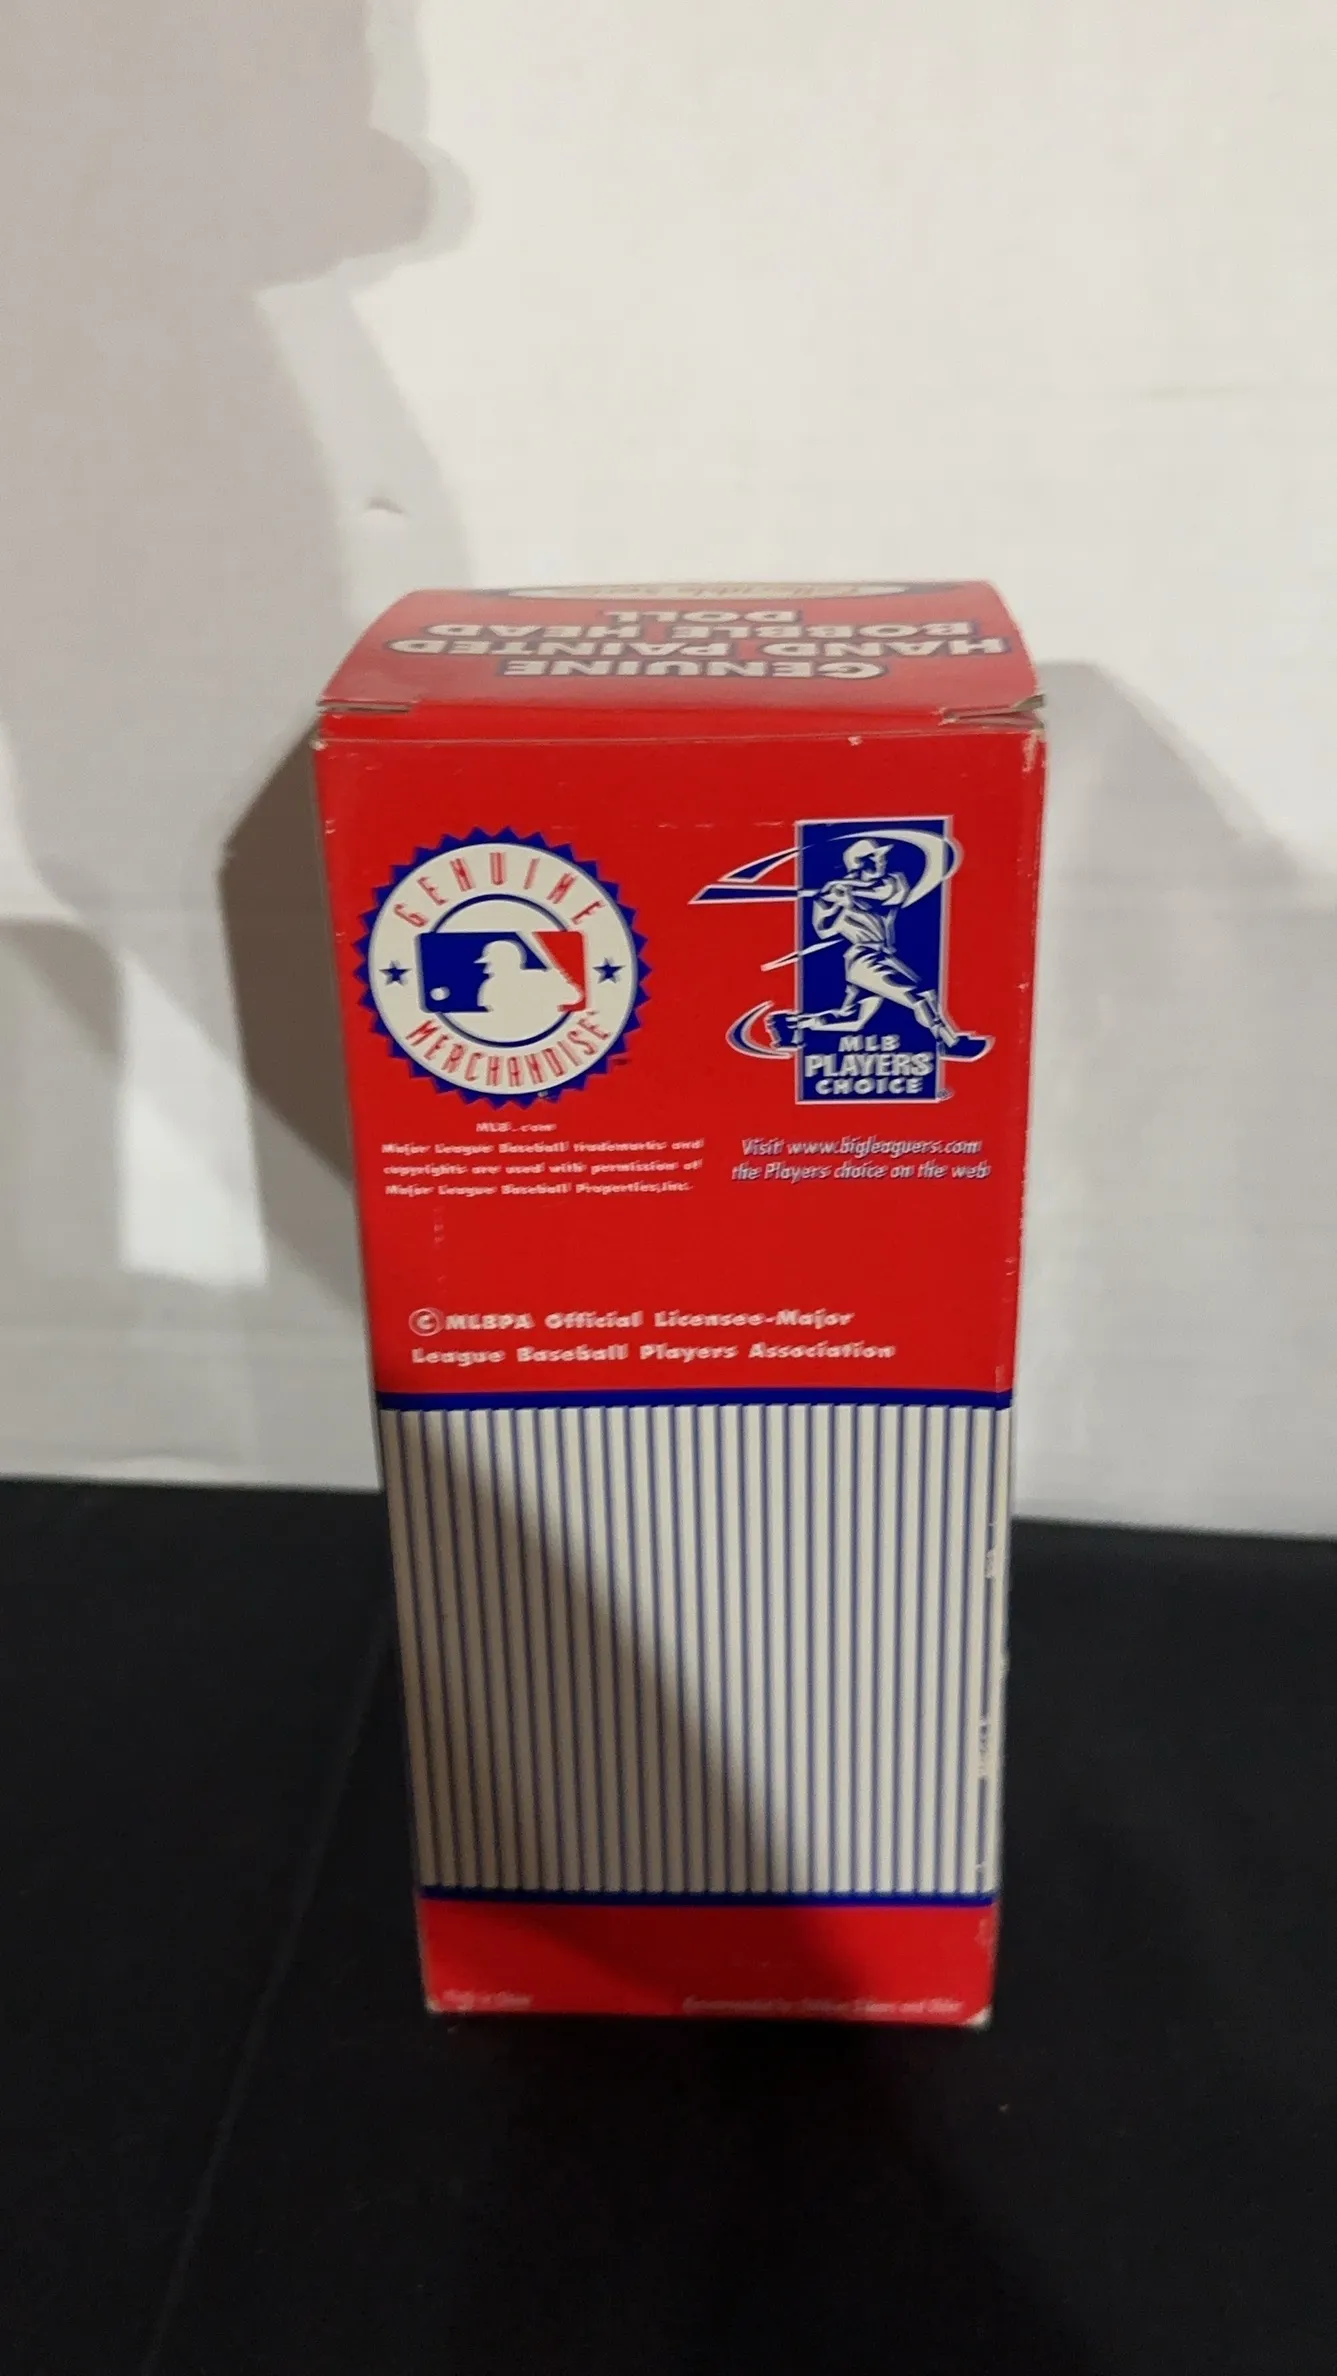 GENUINE
HAND PAINTED
BOBBLE HEAD
DOLL
GENUINE
MERCHANDISE
MLB
PLAYERS
CHOICE
MLB.com
Major League Baseball trademarks and
copyrights are used with permission of
Major League Baseball Properties,Inc.
Visit www.bigleaguers.com
the Players choice on the web
©MLBPA Official Licensee-Major
League Baseball Players Association